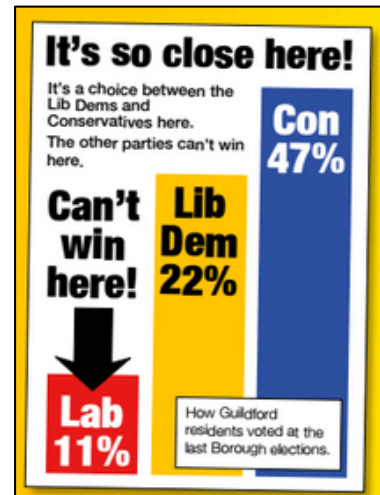 It's so close here!
It's a choice between the
Lib Dems and
Conservatives here.
The other parties can't win
here.
Can't
win
here!
Lab
11%
Lib
Dem
22%
Con
47%
How Guildford
residents voted at the
last Borough elections.